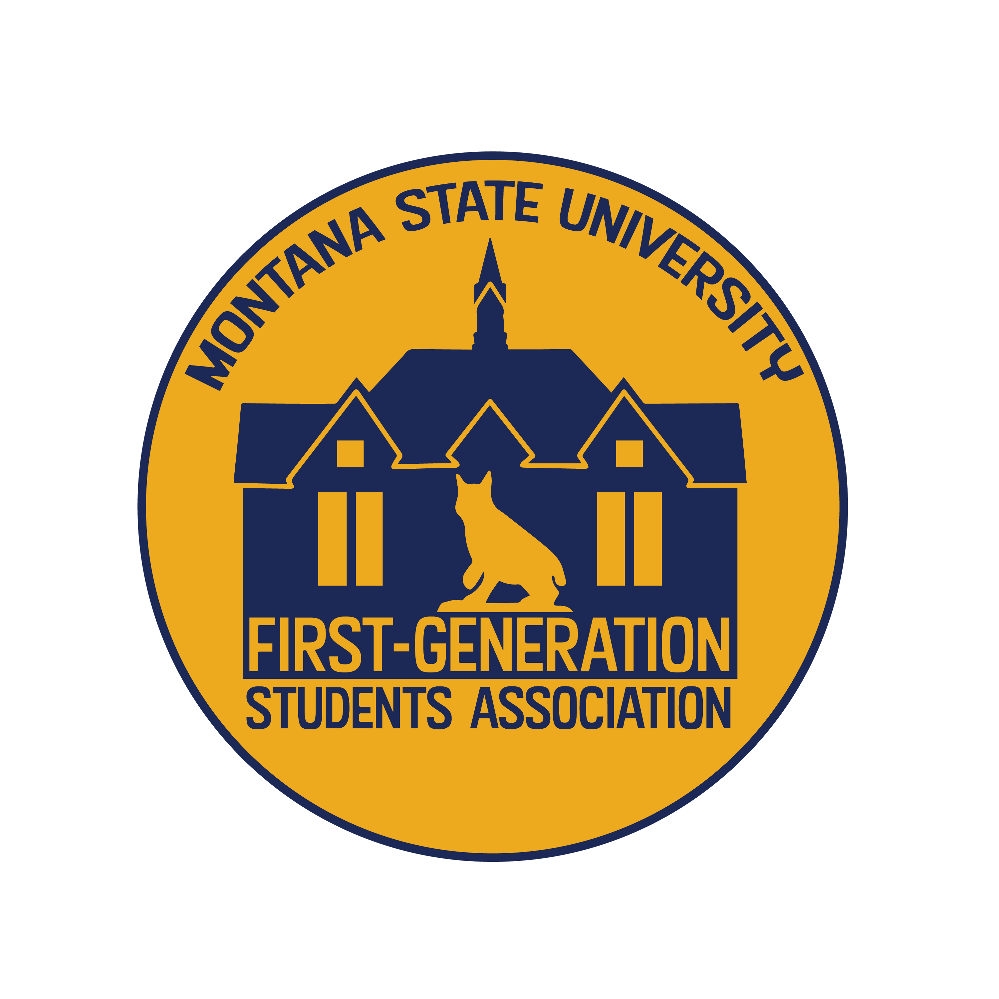 MONTANA STATE UNIVERSITY
FIRST-GENERATION
STUDENTS ASSOCIATION